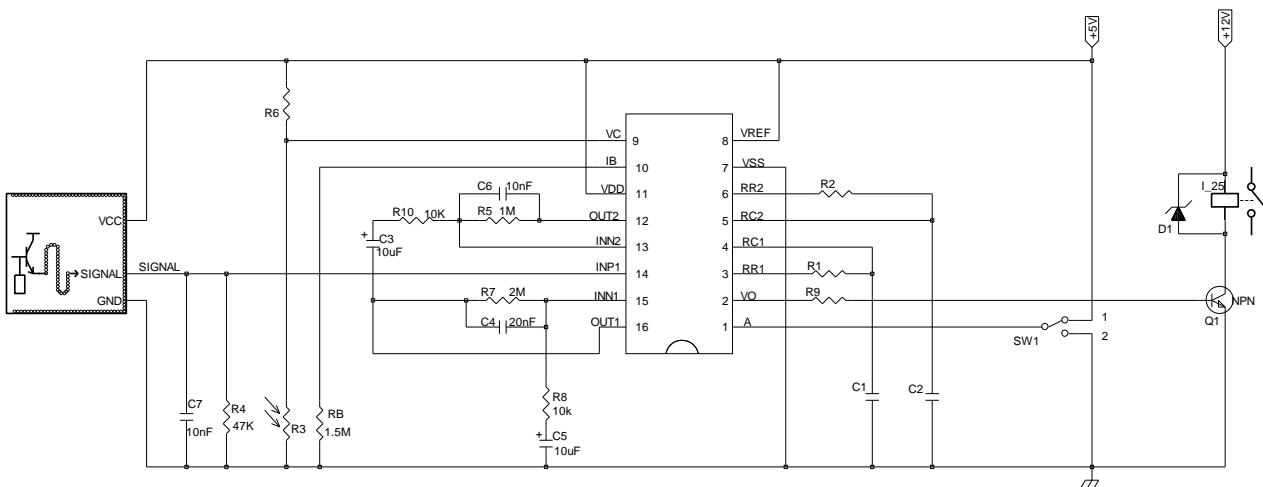 +5V
+12V
R6
VC
9
8
VREF
IB
10
7
VSS
C6
10nF
VDD
11
6
RR2
R2
I_25
R10
10K
R5
1M
OUT2
12
5
RC2
VCC
D1
C3
10uF
INN2
13
4
RC1
SIGNAL
SIGNAL
INP1
14
3
RR1
R1
GND
R7
2M
INN1
15
2
VO
R9
NPN
C4
20nF
OUT1
16
1
A
1
Q1
SW1
2
C1
C2
C7
R4
R8
10nF
47K
R3
RB
1.5M
10k
+
+
C5
10uF